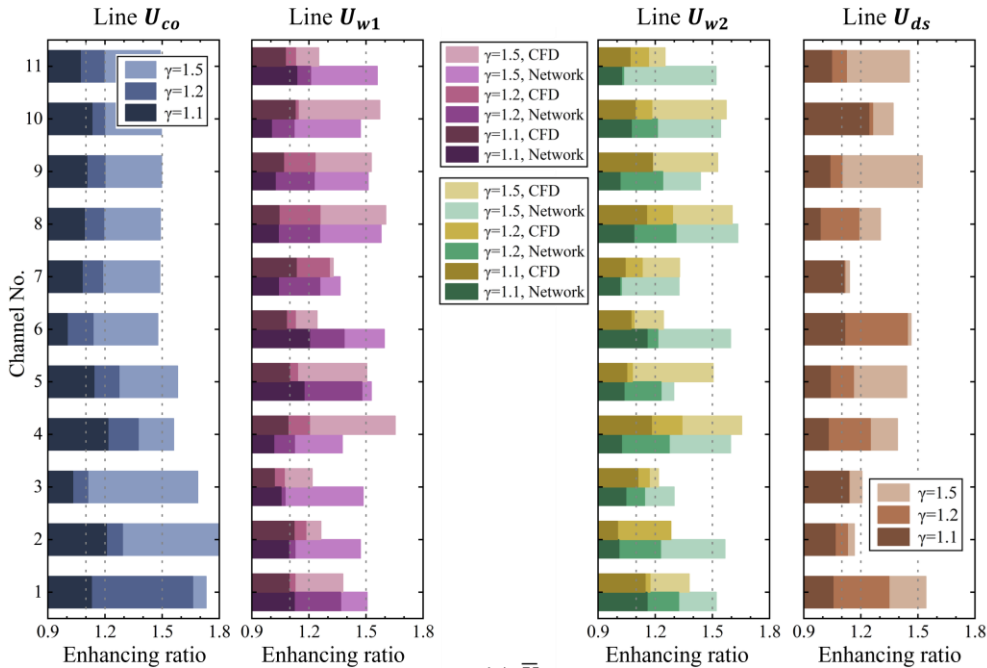 Line U_co
Line U_w1
Line U_w2
Line U_ds
Channel No.
11
10
9
8
7
6
5
4
3
2
1
γ=1.5
γ=1.2
γ=1.1
γ=1.5, CFD
γ=1.5, Network
γ=1.2, CFD
γ=1.2, Network
γ=1.1, CFD
γ=1.1, Network
γ=1.5, CFD
γ=1.5, Network
γ=1.2, CFD
γ=1.2, Network
γ=1.1, CFD
γ=1.1, Network
γ=1.5
γ=1.2
γ=1.1
0.9 1.2 1.5 1.8
0.9 1.2 1.5 1.8
0.9 1.2 1.5 1.8
0.9 1.2 1.5 1.8
Enhancing ratio
Enhancing ratio
Enhancing ratio
Enhancing ratio